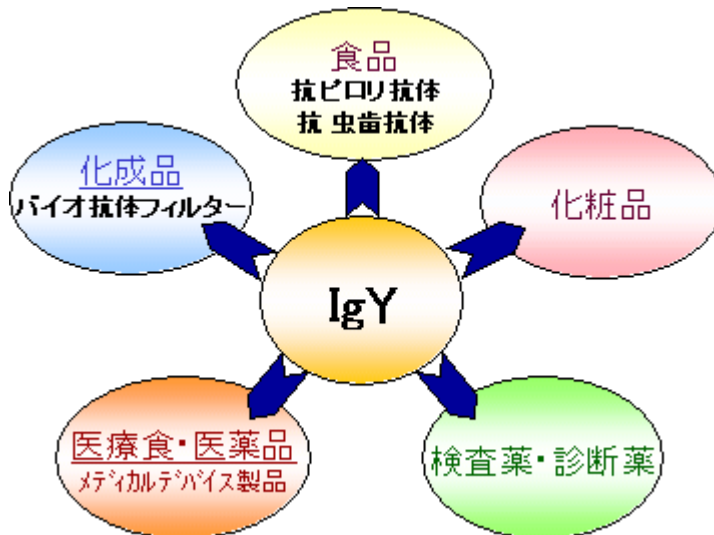 食品
抗ピロリ抗体
抗 虫歯抗体
化成品
バイオ抗体フィルター
化粧品
IgY
医療食・医薬品
メディカルデバイス製品
検査薬・診断薬